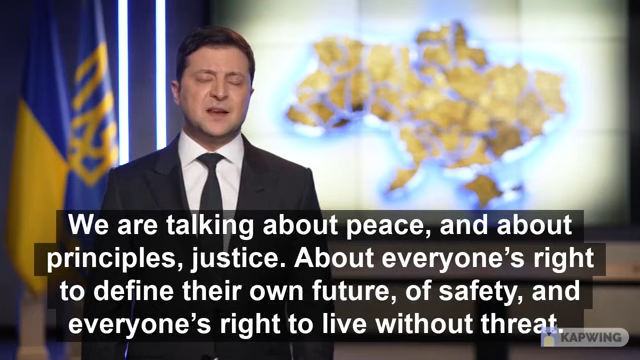 We are talking about peace, and about
principles, justice. About everyone's right
to define their own future, of safety, and
everyone's right to live without threat.
KAPWING